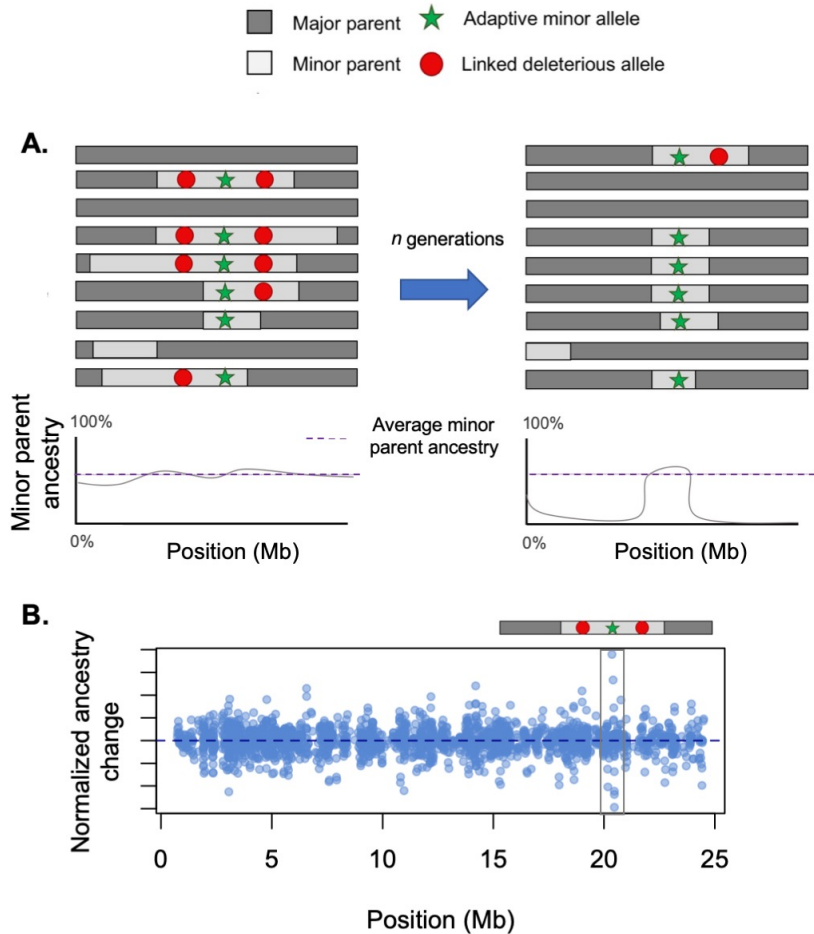 Major parent
Adaptive minor allele
Minor parent
Linked deleterious allele
A.
n generations
100%
0%
Minor parent
ancestry
Position (Mb)
Average minor
parent ancestry
100%
0%
Position (Mb)
B.
Normalized ancestry
change
0 5 10 15 20 25
Position (Mb)